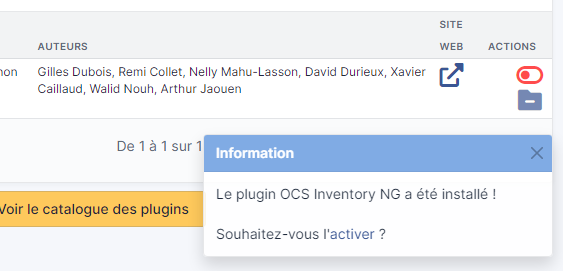 SITE
WEB
AUTEURS
ACTIONS
Gilles Dubois, Remi Collet, Nelly Mahu-Lasson, David Durieux, Xavier
Caillaud, Walid Nouh, Arthur Jaouen
De 1 à 1 sur 1
Information
Le plugin OCS Inventory NG a été installé !
Souhaitez-vous l'activer ?
Voir le catalogue des plugins